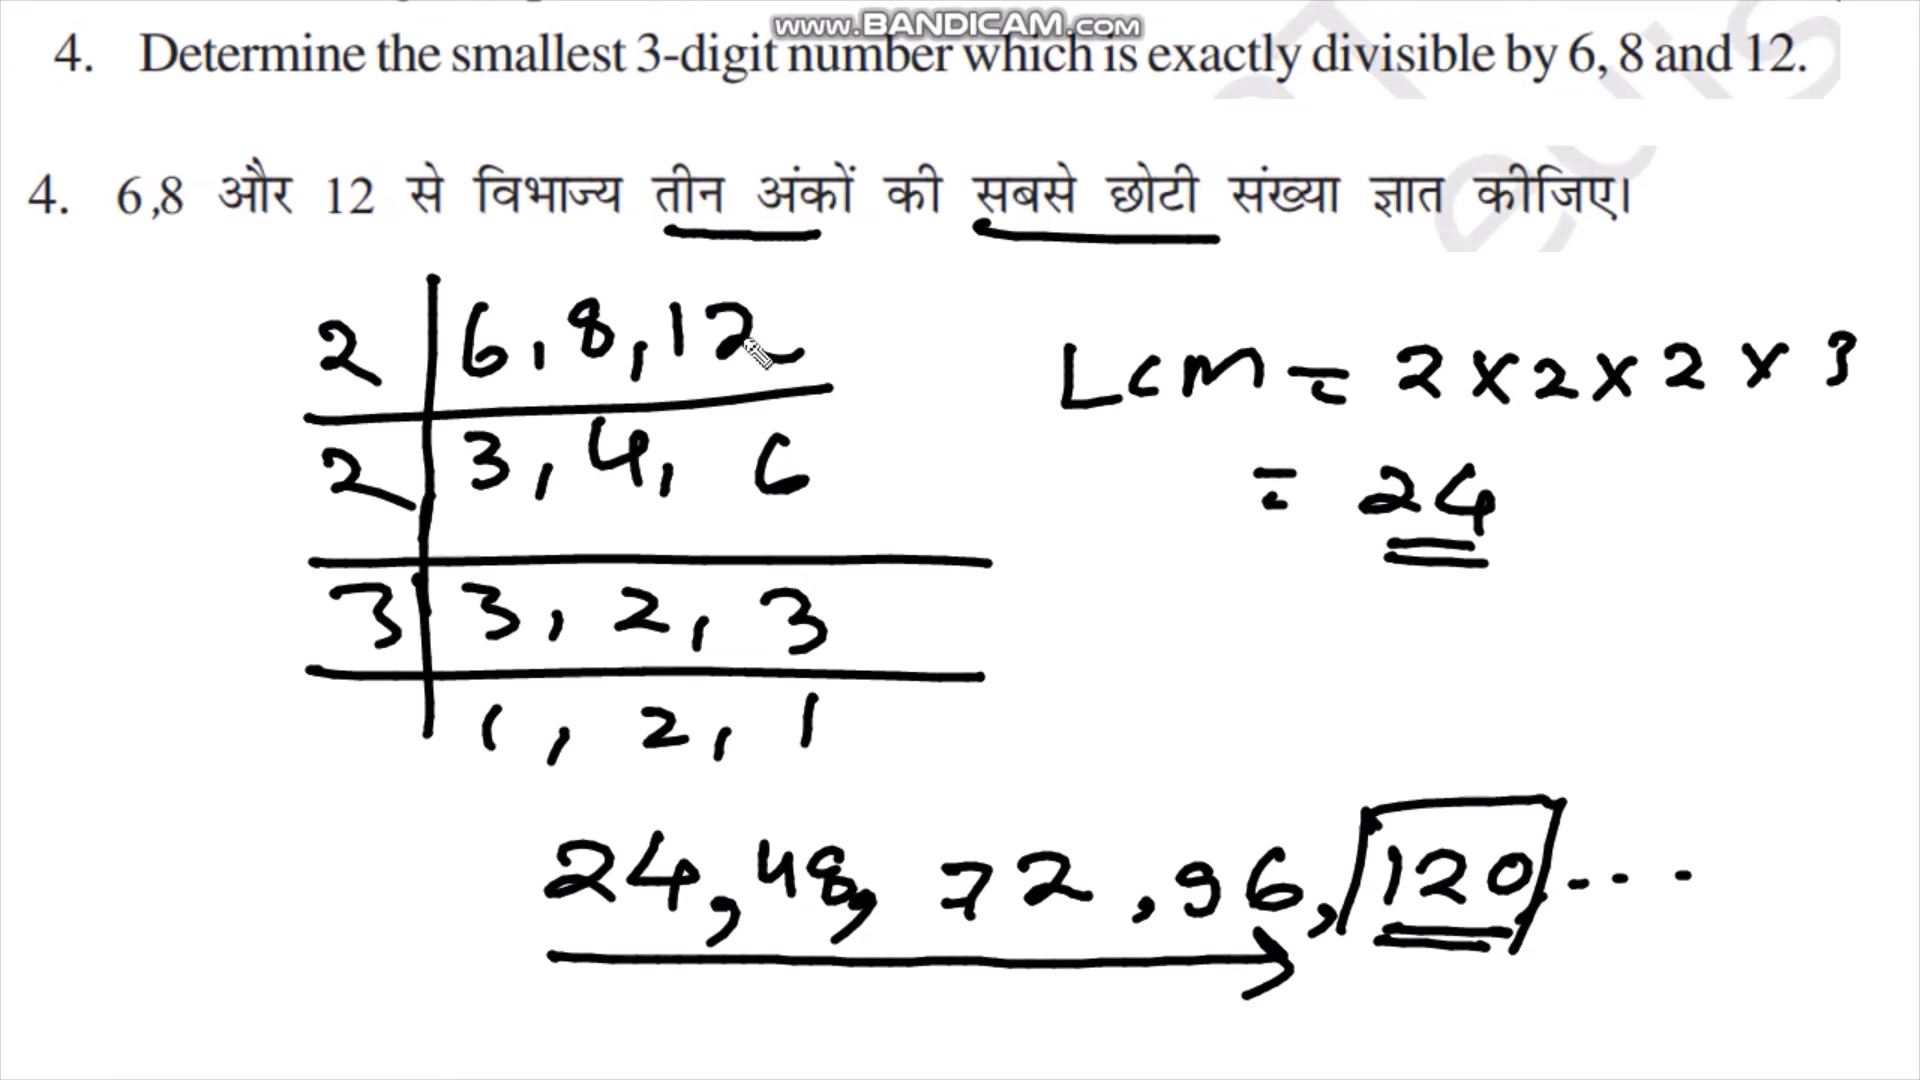 www.BANDICAM.com
4. Determine the smallest 3-digit number which is exactly divisible by 6, 8 and 12.
4. 6,8 और 12 से विभाज्य तीन अंकों की सबसे छोटी संख्या ज्ञात कीजिए।
2 6, 8, 12
2 3, 4, 6
3 3, 2, 3
1, 2, 1
LCM = 2 x 2 x 2 x 3
= 24
24, 48, 72, 96, 120 ...